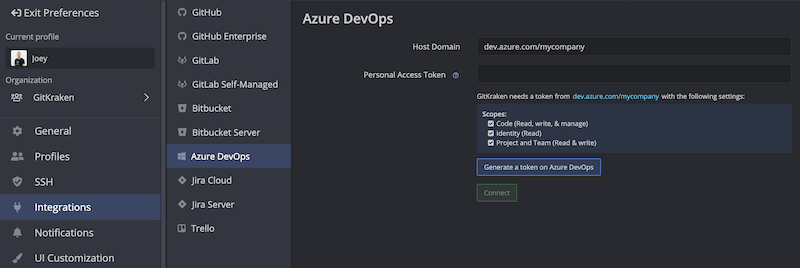 Exit Preferences
Current profile
Joey
Organization
GitKraken
General
Profiles
SSH
Integrations
Notifications
UI Customization
GitHub
GitHub Enterprise
GitLab
GitLab Self-Managed
Bitbucket
Bitbucket Server
Azure DevOps
Jira Cloud
Jira Server
Trello
Azure DevOps
Host Domain dev.azure.com/mycompany
Personal Access Token ?
GitKraken needs a token from dev.azure.com/mycompany with the following settings:
Scopes:
Code (Read, write, & manage)
Identity (Read)
Project and Team (Read & write)
Generate a token on Azure DevOps
Connect